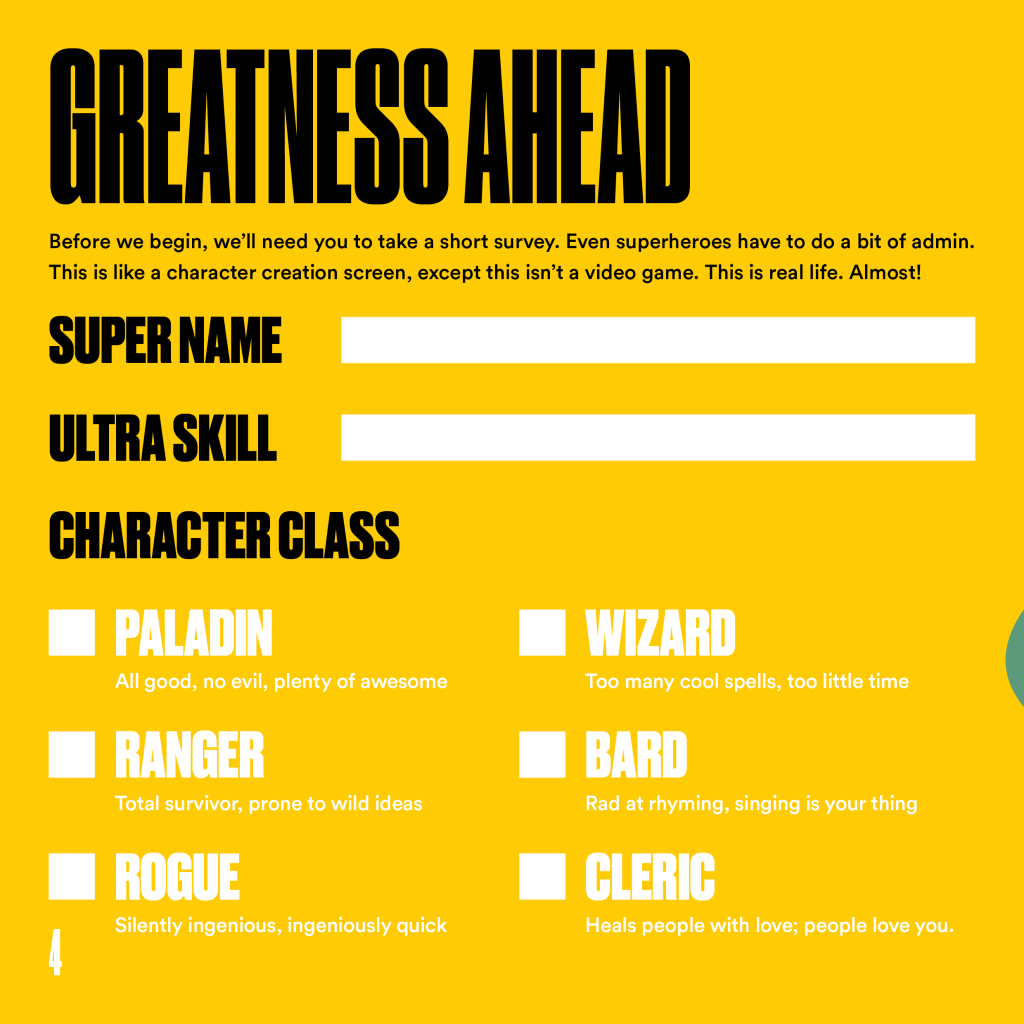 GREATNESS AHEAD
Before we begin, we’ll need you to take a short survey. Even superheroes have to do a bit of admin.
This is like a character creation screen, except this isn’t a video game. This is real life. Almost!
SUPER NAME
ULTRA SKILL
CHARACTER CLASS
PALADIN
All good, no evil, plenty of awesome
WIZARD
Too many cool spells, too little time
RANGER
Total survivor, prone to wild ideas
BARD
Rad at rhyming, singing is your thing
ROGUE
Silently ingenious, ingeniously quick
CLERIC
Heals people with love; people love you.
4